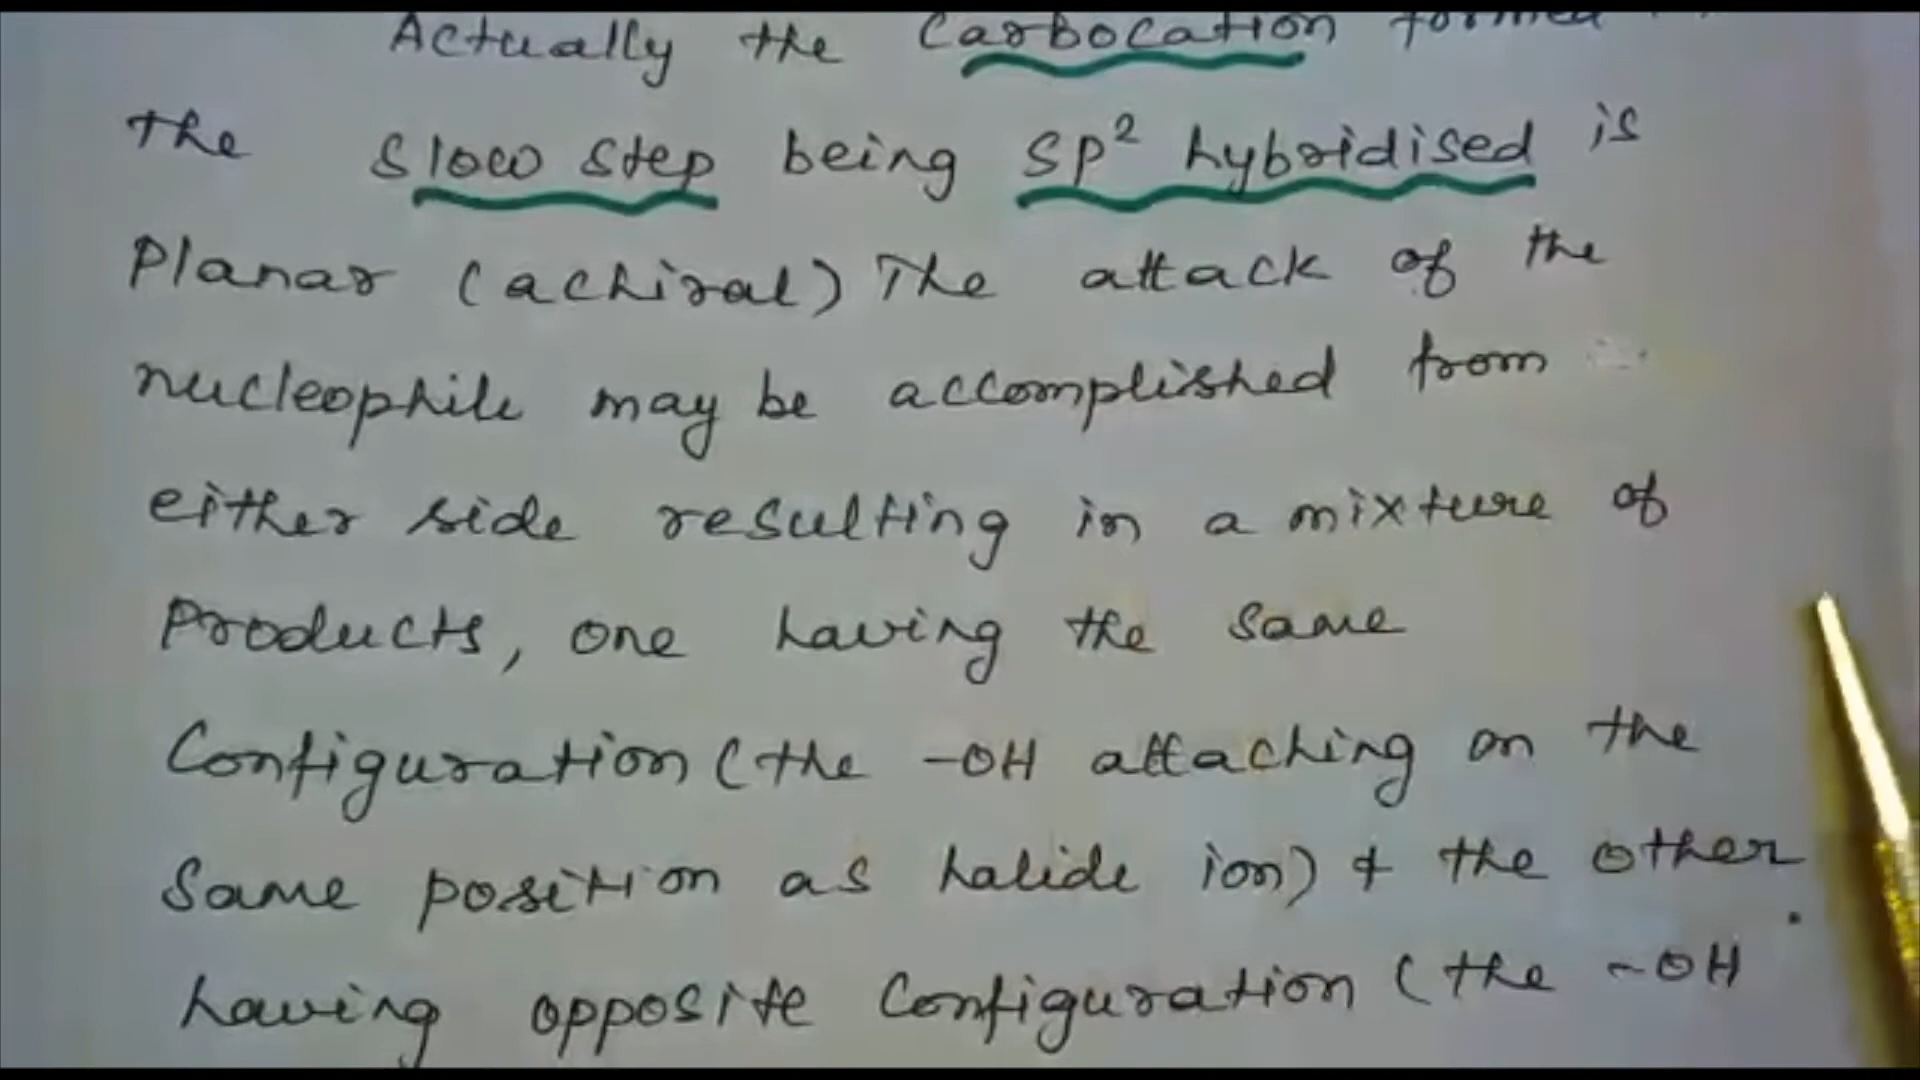 Actually the Carbocation formed
the slow step being SP² hybridised is
Planar (achiral) The attack of the
nucleophile may be accomplished from
either side resulting in a mixture of
Products, one having the same
Configuration (the -OH attaching on the
same position as halide ion) & the other
having opposite Configuration (the -OH